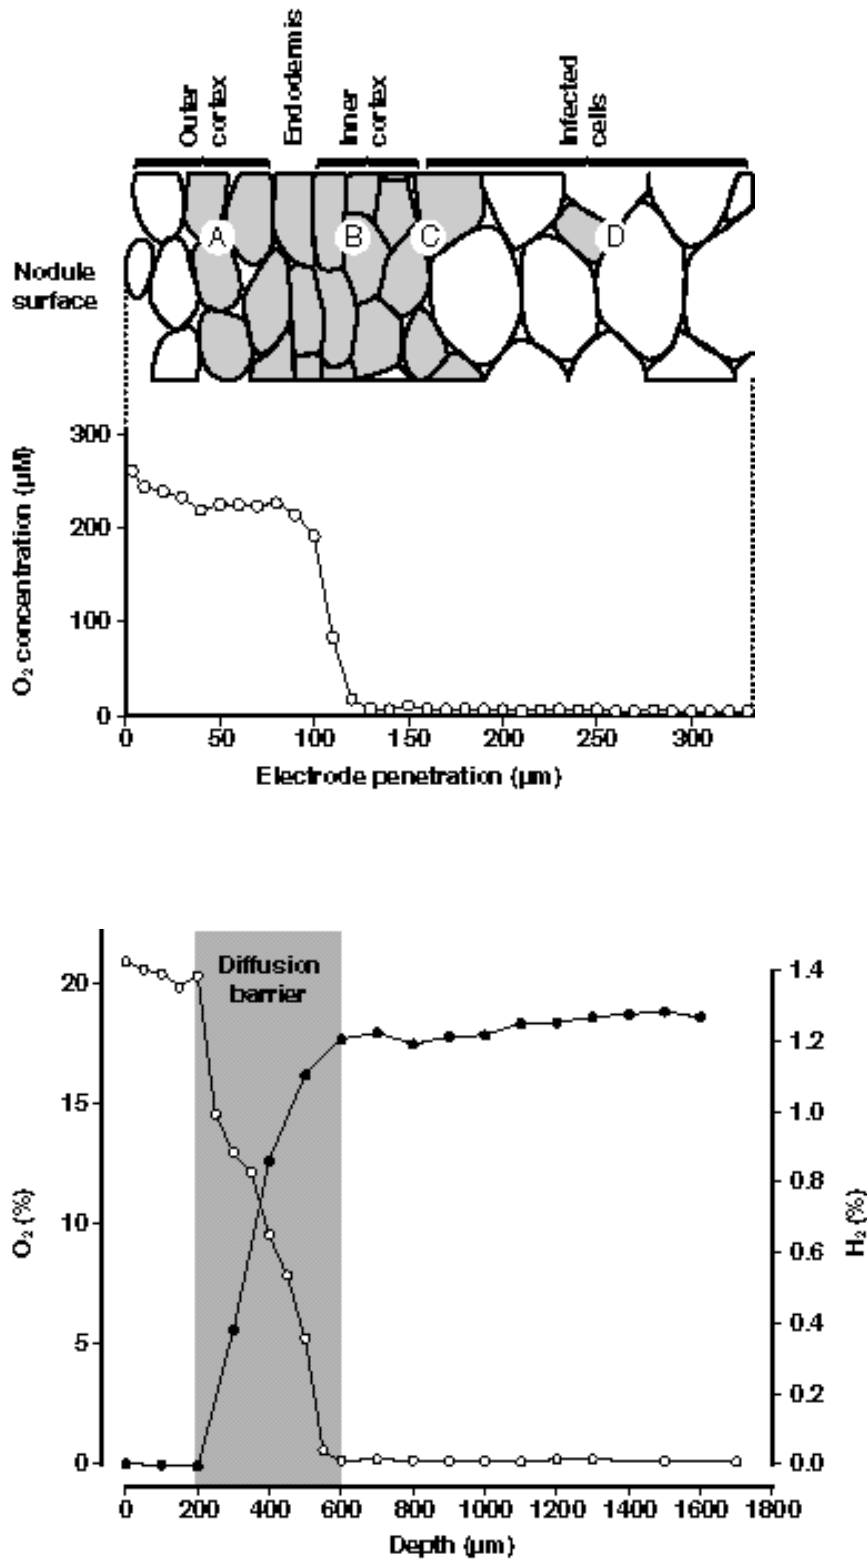 Outer
cortex
Endodermis
Inner
cortex
Infected
cells
A
B
C
D
Nodule
surface
300
200
100
0
O₂ concentration (µM)
0 50 100 150 200 250 300
Electrode penetration (µm)
Diffusion
barrier
20
15
10
5
0
O₂ (%)
1.4
1.2
1.0
0.8
0.6
0.4
0.2
0.0
H₂ (%)
0 200 400 600 800 1000 1200 1400 1600 1800
Depth (µm)